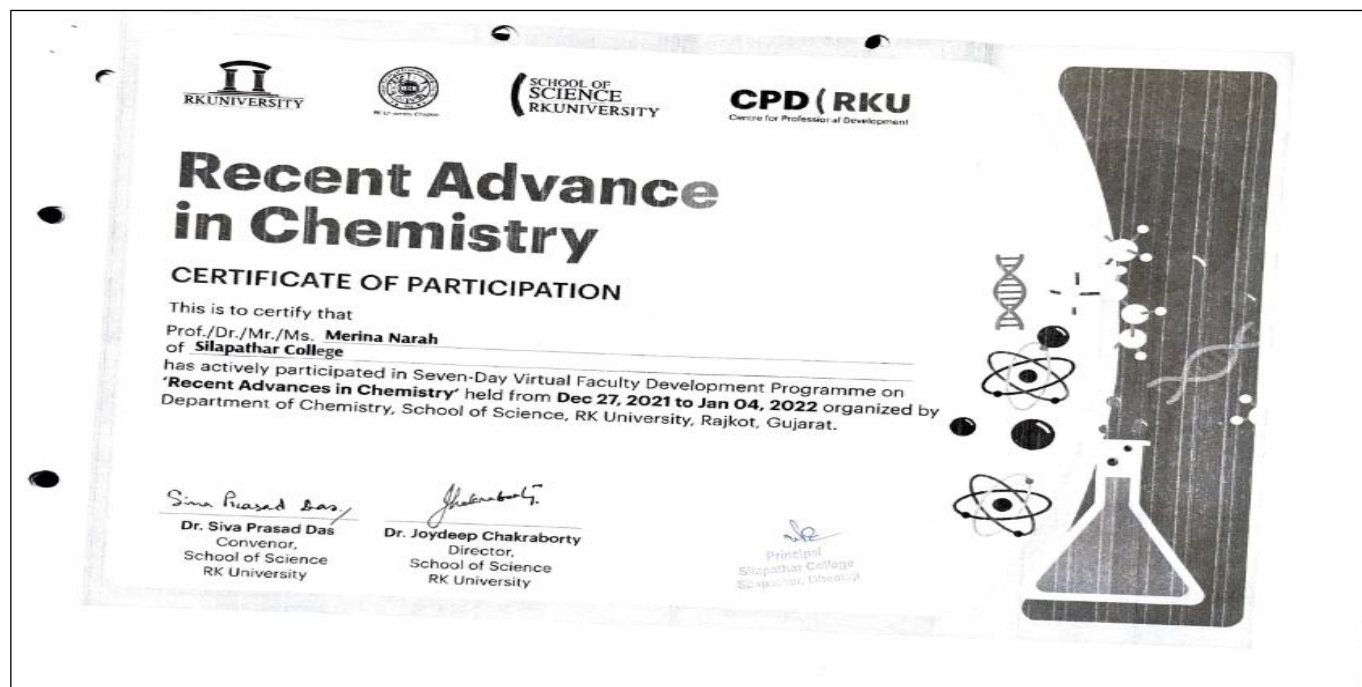 RKUNIVERSITY
SCHOOL OF
SCIENCE
RKUNIVERSITY
CPD (RKU
Centre for Professional Development
Recent Advance
in Chemistry
CERTIFICATE OF PARTICIPATION
This is to certify that
Prof./Dr./Mr./Ms. Merina Narah
of Silapathar College
has actively participated in Seven-Day Virtual Faculty Development Programme on
‘Recent Advances in Chemistry’ held from Dec 27, 2021 to Jan 04, 2022 organized by
Department of Chemistry, School of Science, RK University, Rajkot, Gujarat.
Siva Prasad Das
Dr. Siva Prasad Das
Convenor,
School of Science
RK University
Dr. Joydeep Chakraborty
Director,
School of Science
RK University
Principal
Silapathar College
Silapathar, Dhemaji